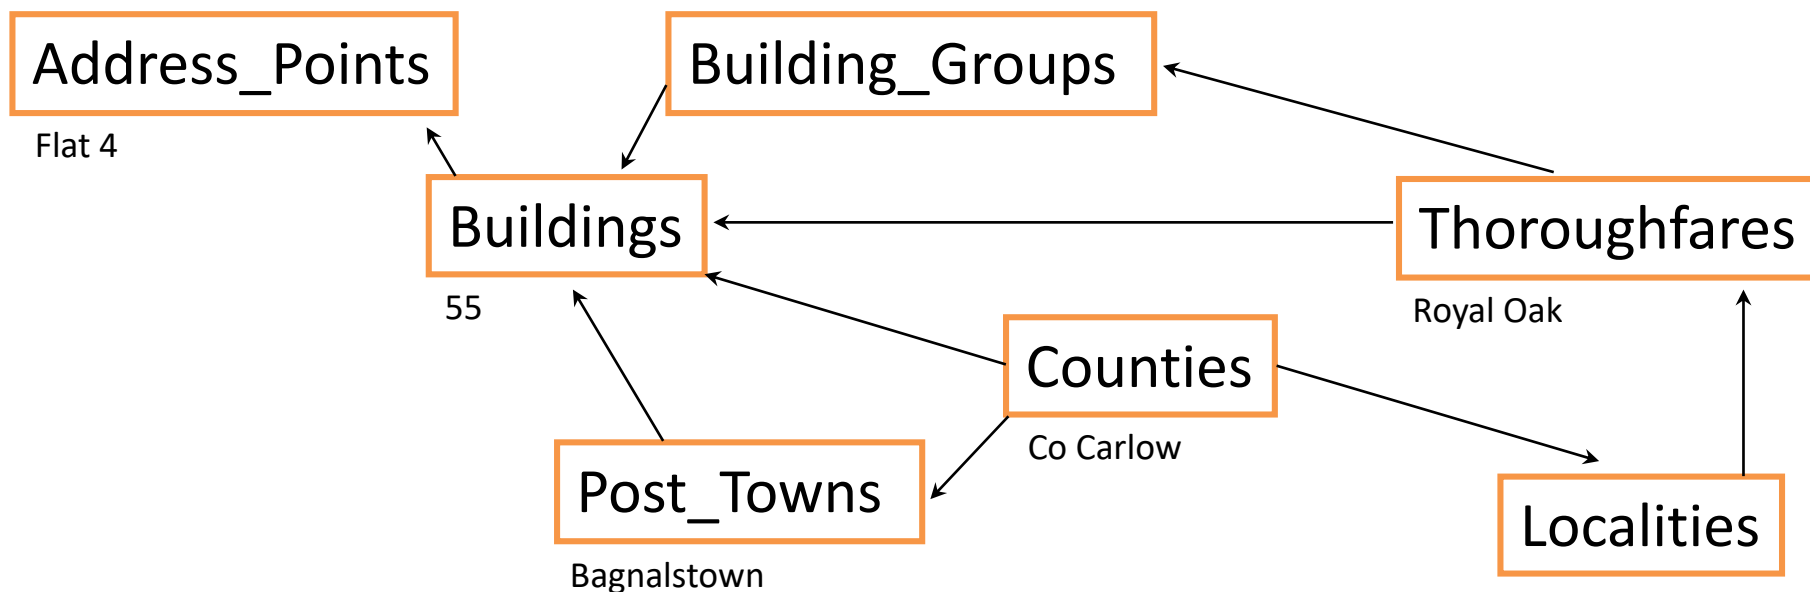 Address_Points
Building_Groups
Flat 4
Buildings
Thoroughfares
55
Royal Oak
Counties
Co Carlow
Post_Towns
Localities
Bagnalstown